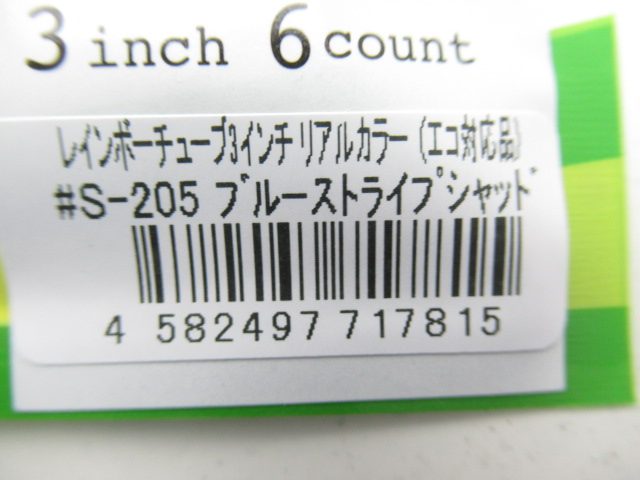 3 inch 6 count
レインボーチューブ3インチ リアルカラー (エコ対応品)
#S-205 ブルーストライプシャッド
4 582497 717815